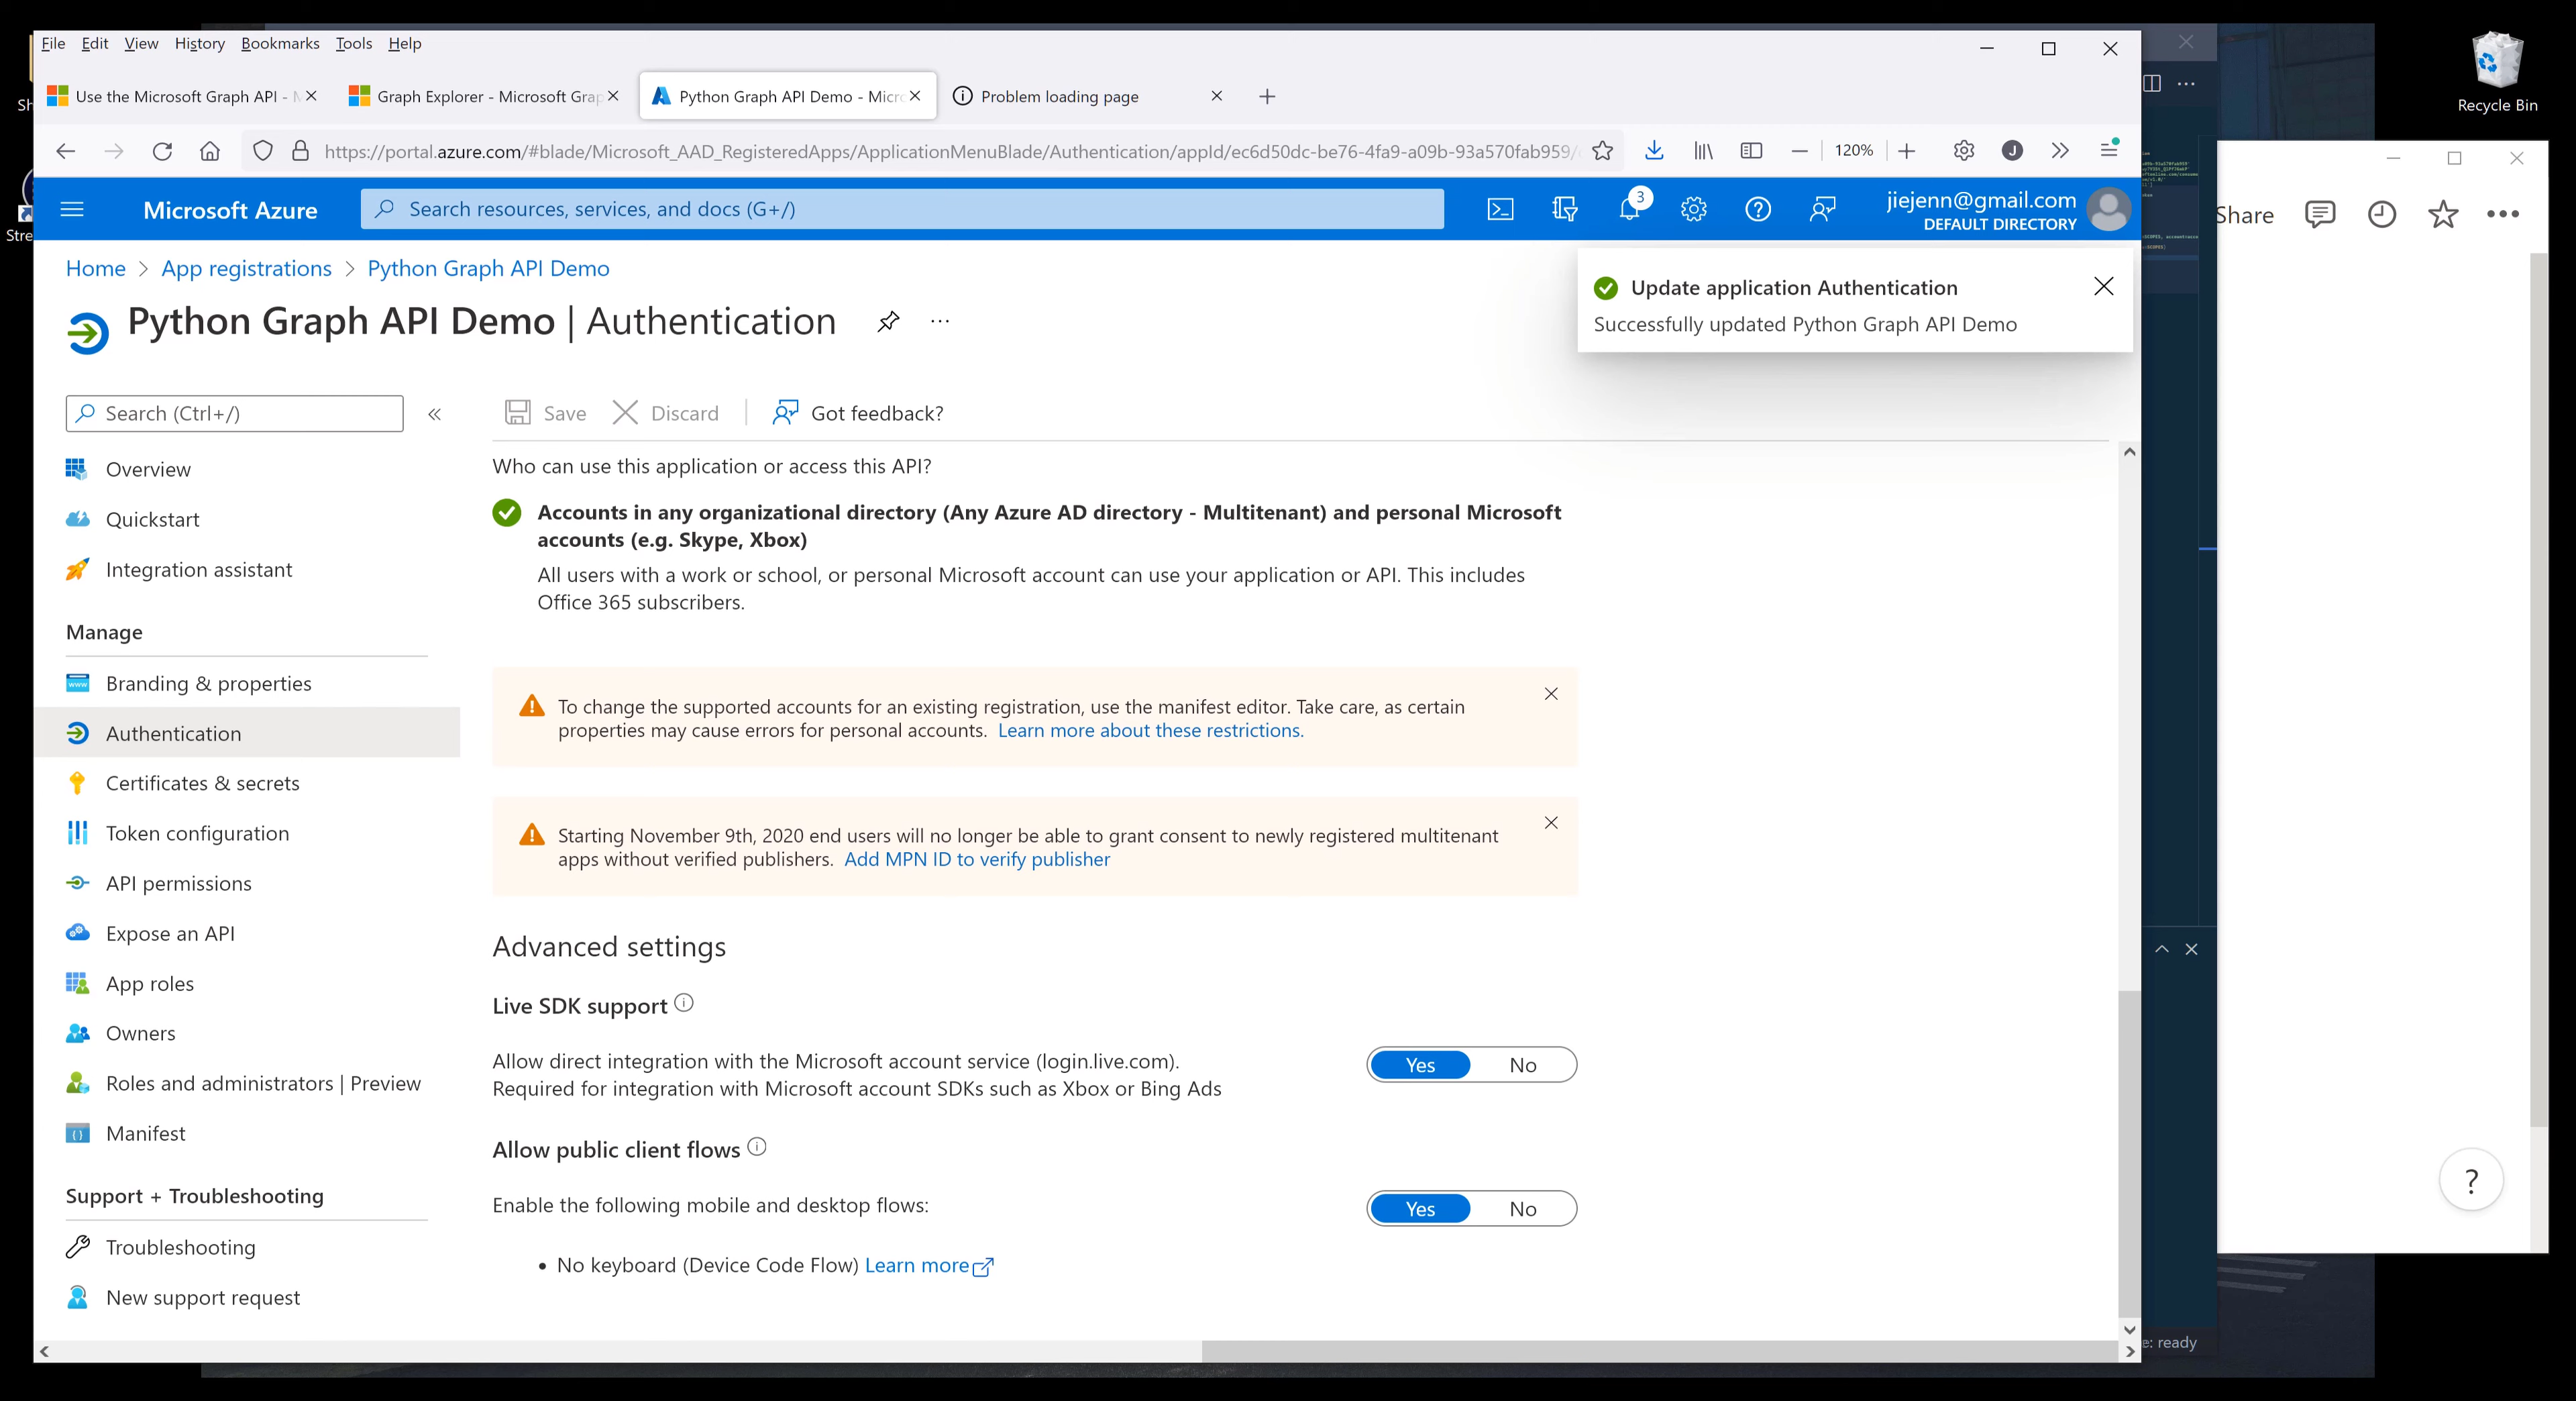 File Edit View History Bookmarks Tools Help
Use the Microsoft Graph API - M
Graph Explorer - Microsoft Grap
Python Graph API Demo - Micro
Problem loading page
https://portal.azure.com/#blade/Microsoft_AAD_RegisteredApps/ApplicationMenuBlade/Authentication/appId/ec6d50dc-be76-4fa9-a09b-93a570fab959/
120%
J
Recycle Bin
Microsoft Azure
Search resources, services, and docs (G+/)
3
jiejenn@gmail.com
DEFAULT DIRECTORY
Share
Home > App registrations > Python Graph API Demo
Python Graph API Demo | Authentication
Update application Authentication
Successfully updated Python Graph API Demo
Search (Ctrl+/)
Save
Discard
Got feedback?
Overview
Quickstart
Integration assistant
Manage
Branding & properties
Authentication
Certificates & secrets
Token configuration
API permissions
Expose an API
App roles
Owners
Roles and administrators | Preview
Manifest
Support + Troubleshooting
Troubleshooting
New support request
Who can use this application or access this API?
Accounts in any organizational directory (Any Azure AD directory - Multitenant) and personal Microsoft
accounts (e.g. Skype, Xbox)
All users with a work or school, or personal Microsoft account can use your application or API. This includes
Office 365 subscribers.
To change the supported accounts for an existing registration, use the manifest editor. Take care, as certain
properties may cause errors for personal accounts. Learn more about these restrictions.
Starting November 9th, 2020 end users will no longer be able to grant consent to newly registered multitenant
apps without verified publishers. Add MPN ID to verify publisher
Advanced settings
Live SDK support
Allow direct integration with the Microsoft account service (login.live.com).
Required for integration with Microsoft account SDKs such as Xbox or Bing Ads
Yes No
Allow public client flows
Enable the following mobile and desktop flows:
Yes No
• No keyboard (Device Code Flow) Learn more
?
e: ready